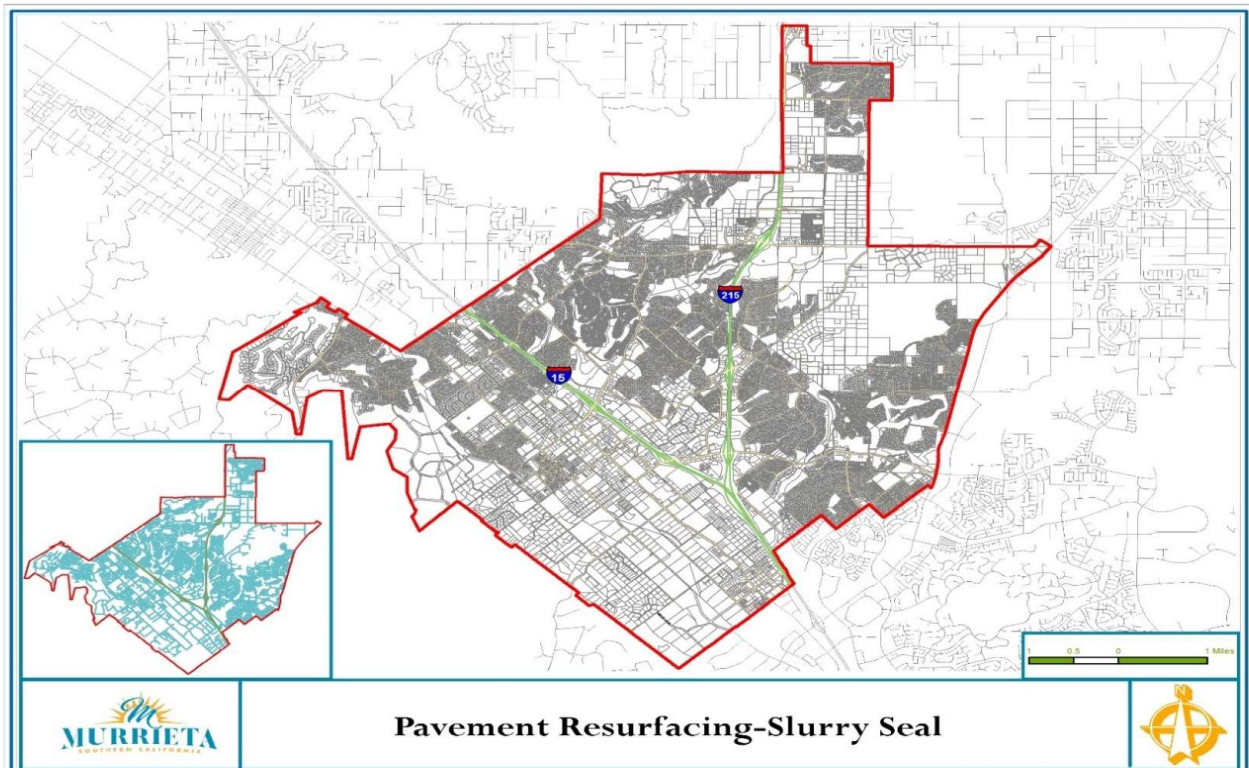 215
15
1 0.5 0 1 Miles
M
MURRIETA
SOUTHERN CALIFORNIA
Pavement Resurfacing-Slurry Seal
N